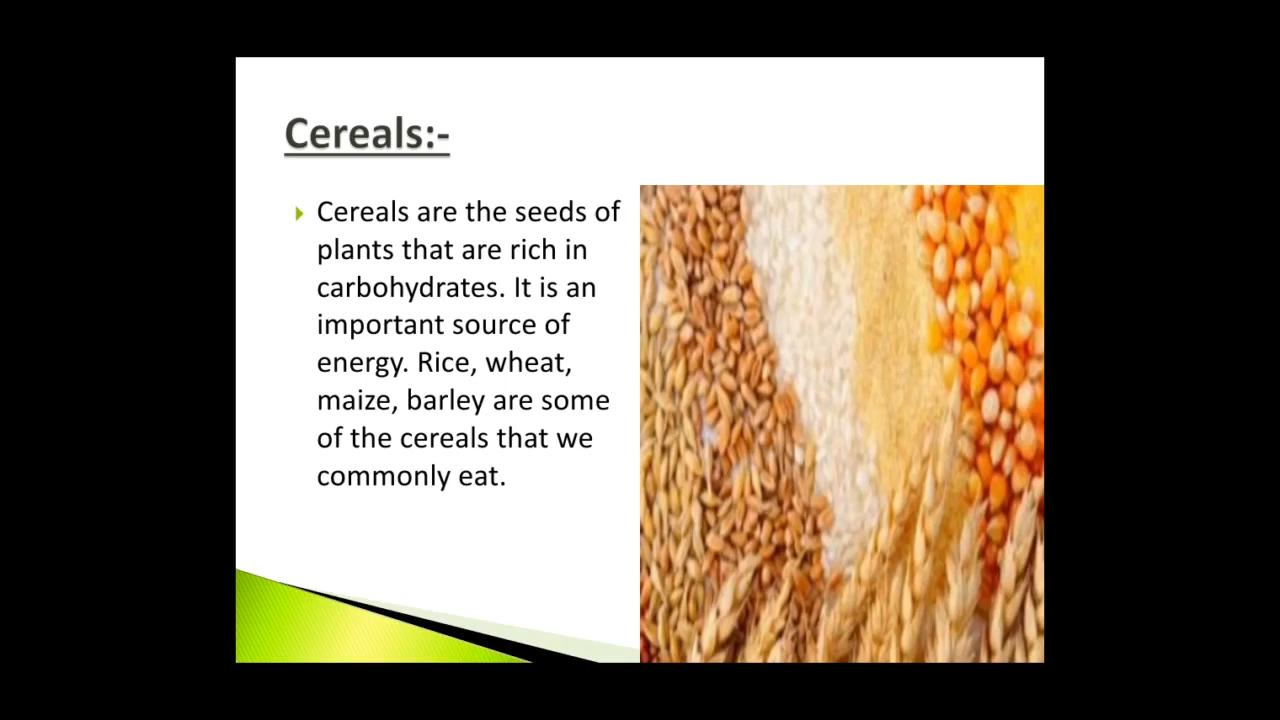 Cereals:-
Cereals are the seeds of
plants that are rich in
carbohydrates. It is an
important source of
energy. Rice, wheat,
maize, barley are some
of the cereals that we
commonly eat.